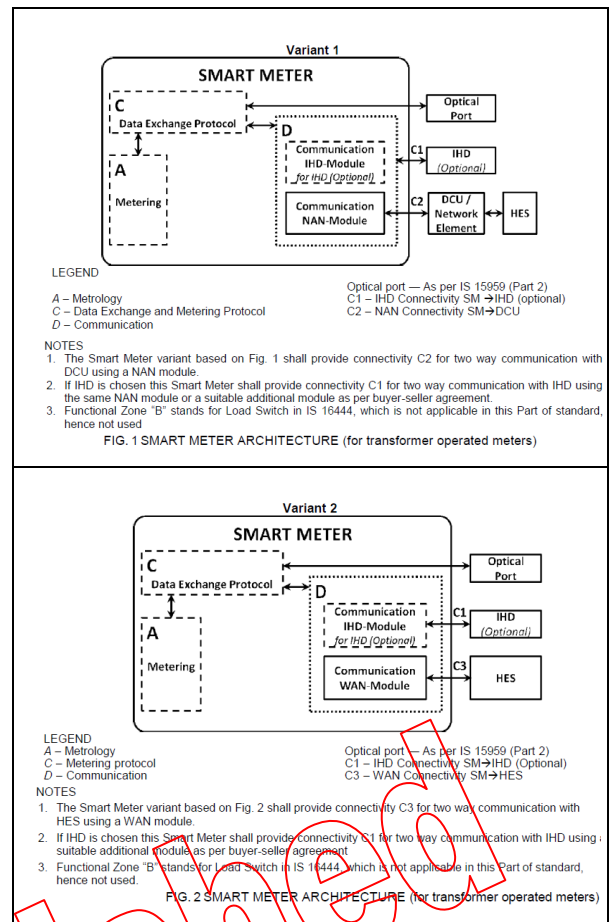 Variant 1
SMART METER
C
Data Exchange Protocol
Optical
Port
D
A
Metering
Communication
IHD-Module
for IHD (Optional)
C1
IHD
(Optional)
Communication
NAN-Module
C2
DCU /
Network
Element
HES
LEGEND
Optical port — As per IS 15959 (Part 2)
A – Metrology
C1 – IHD Connectivity SM →IHD (optional)
C – Data Exchange and Metering Protocol
C2 – NAN Connectivity SM→DCU
D – Communication
NOTES
1. The Smart Meter variant based on Fig. 1 shall provide connectivity C2 for two way communication with
DCU using a NAN module.
2. If IHD is chosen this Smart Meter shall provide connectivity C1 for two way communication with IHD using
the same NAN module or a suitable additional module as per buyer-seller agreement.
3. Functional Zone "B" stands for Load Switch in IS 16444, which is not applicable in this Part of standard,
hence not used
FIG. 1 SMART METER ARCHITECTURE (for transformer operated meters)
Variant 2
SMART METER
C
Data Exchange Protocol
Optical
Port
D
A
Metering
Communication
IHD-Module
for IHD (Optional)
C1
IHD
(Optional)
Communication
WAN-Module
C3
HES
LEGEND
A – Metrology
Optical port — As per IS 15959 (Part 2)
C – Metering protocol
C1 – IHD Connectivity SM→IHD (Optional)
D – Communication
C3 – WAN Connectivity SM→HES
NOTES
1. The Smart Meter variant based on Fig. 2 shall provide connectivity C3 for two way communication with
HES using a WAN module.
2. If IHD is chosen this Smart Meter shall provide connectivity C1 for two way communication with IHD using
suitable additional module as per buyer-seller agreement
3. Functional Zone "B" stands for Load Switch in IS 16444, which is not applicable in this Part of standard,
hence not used.
FIG. 2 SMART METER ARCHITECTURE (for transformer operated meters)
hed